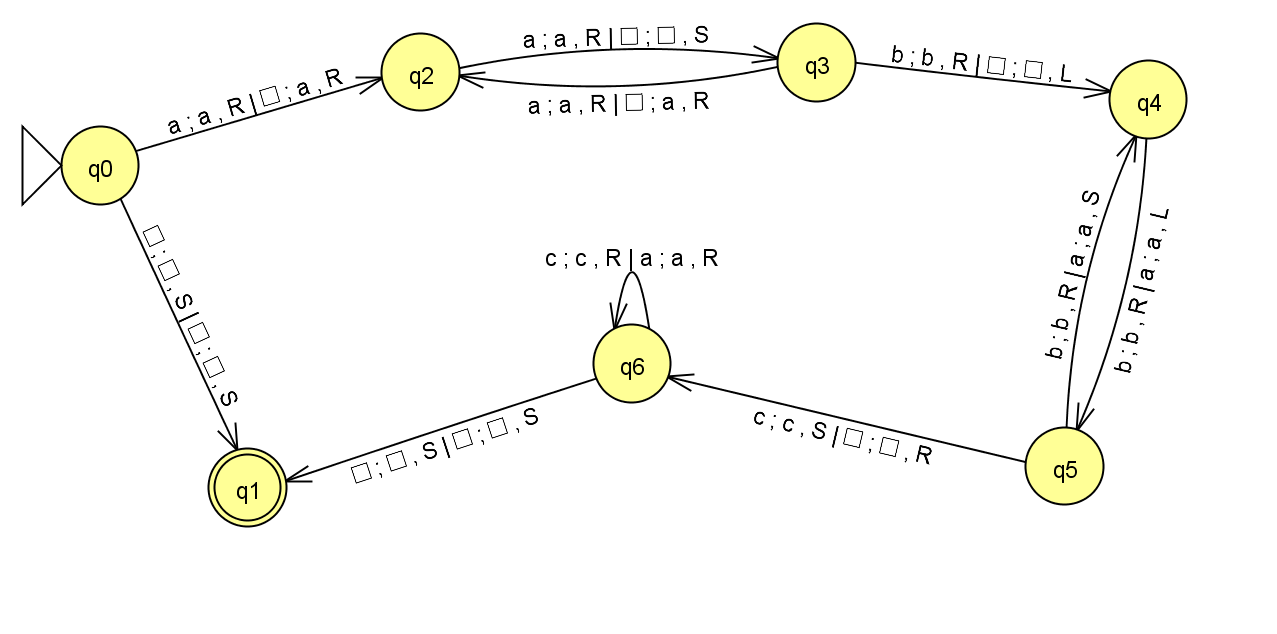 a ; a , R | □ ; a , R
q2
a ; a , R | □ ; □ , S
a ; a , R | □ ; a , R
q3
b ; b , R | □ ; □ , L
q4
q0
□ ; □ , S | □ ; □ , S
c ; c , R | a ; a , R
b ; b , R | a ; a , S
b ; b , R | a ; a , L
q6
□ ; □ , S | □ ; □ , S
c ; c , S | □ ; □ , R
q1
q5